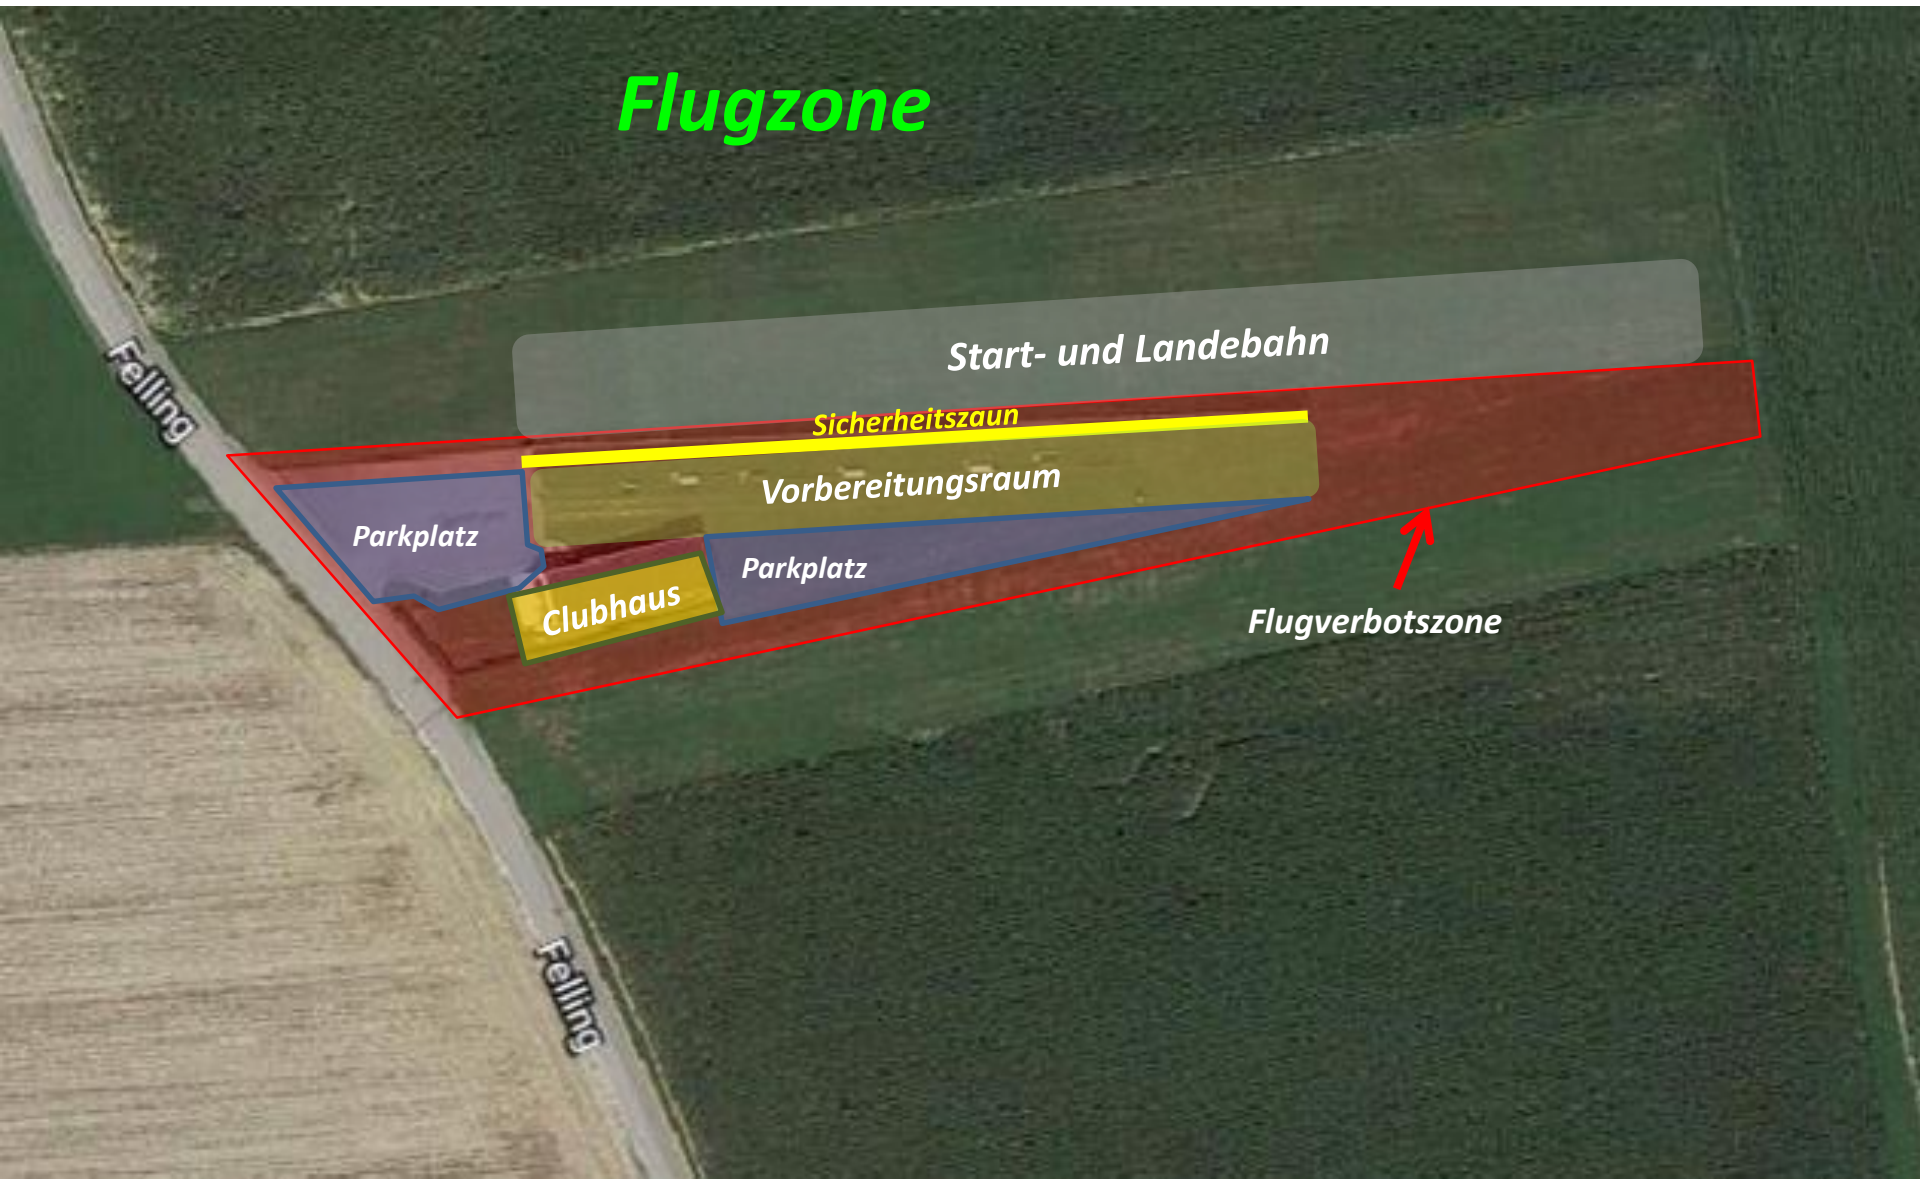 Flugzone
Start- und Landebahn
Felling
Sicherheitszaun
Vorbereitungsraum
Parkplatz
Parkplatz
Clubhaus
Flugverbotszone
Felling